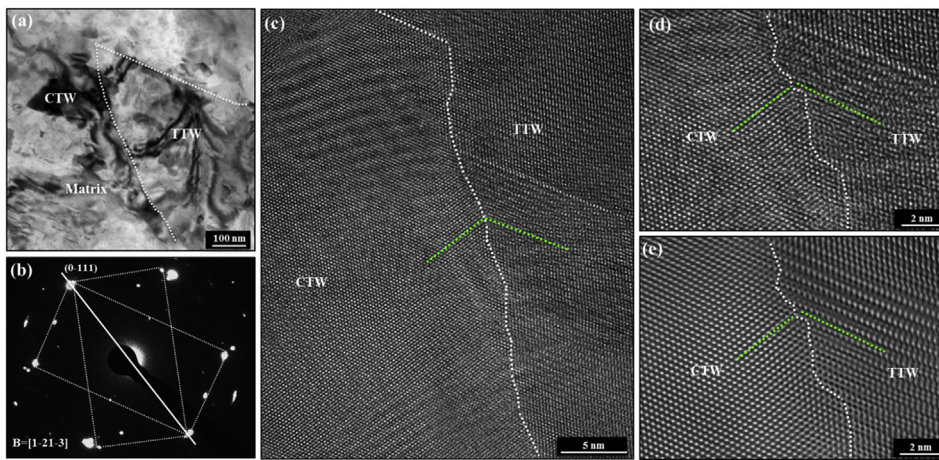 (a)
CTW
TTW
Matrix
100 nm
(b)
(0-111)
B=[1-21-3]
(c)
TTW
CTW
5 nm
(d)
CTW
TTW
2 nm
(e)
CTW
TTW
2 nm